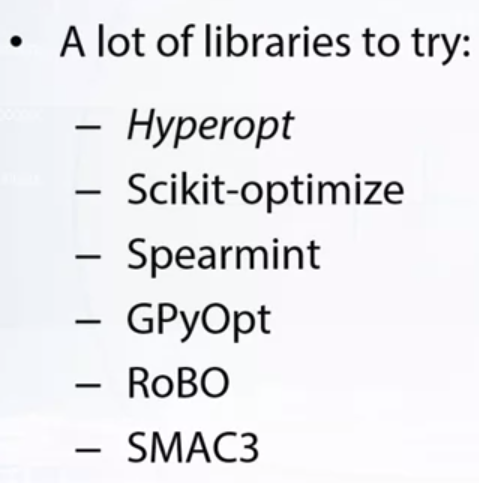 • A lot of libraries to try:
– Hyperopt
– Scikit-optimize
– Spearmint
– GPyOpt
– RoBO
– SMAC3